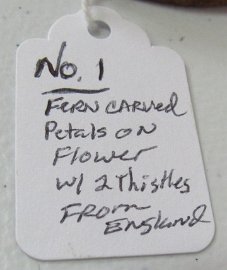 No. 1
FERN CARVED
Petals ON
Flower
W/ 2 Thistles
FROM
ENGLAND